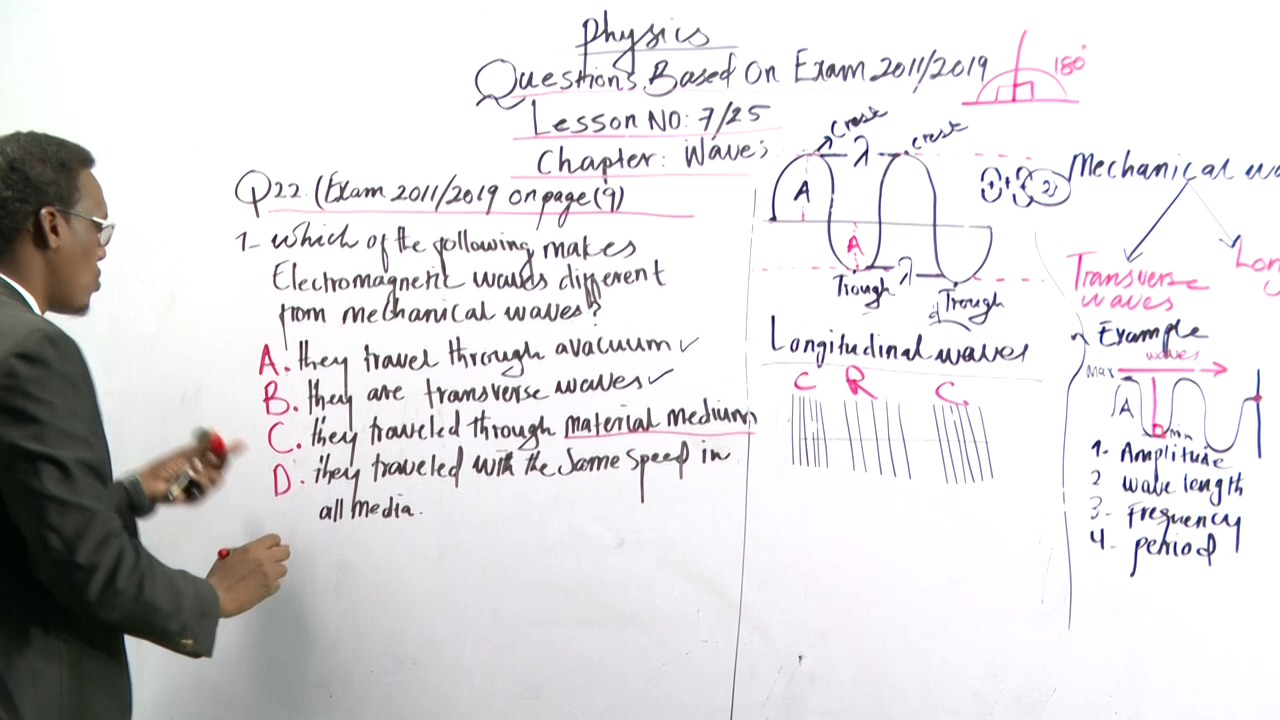 Physics
Questions Based On Exam 2011/2019
Lesson NO: 7/25
Chapter: Waves
Q22. (Exam 2011/2019 on page (9)
1- which of the following makes
Electromagnetic waves different
from mechanical waves?
A. they travel through a vacuum ✓
B. they are transverse waves ✓
C. they traveled through material medium
D. they traveled with the same speed in
all media.
180°
Crest
λ
Crest
A
A
λ
Trough
Trough
Longitudinal waves
C R C
Mechanical wa
Transverse
waves
Long
Example
waves
max
A
min
1- Amplitude
2 wave length
3- Frequency
4- period